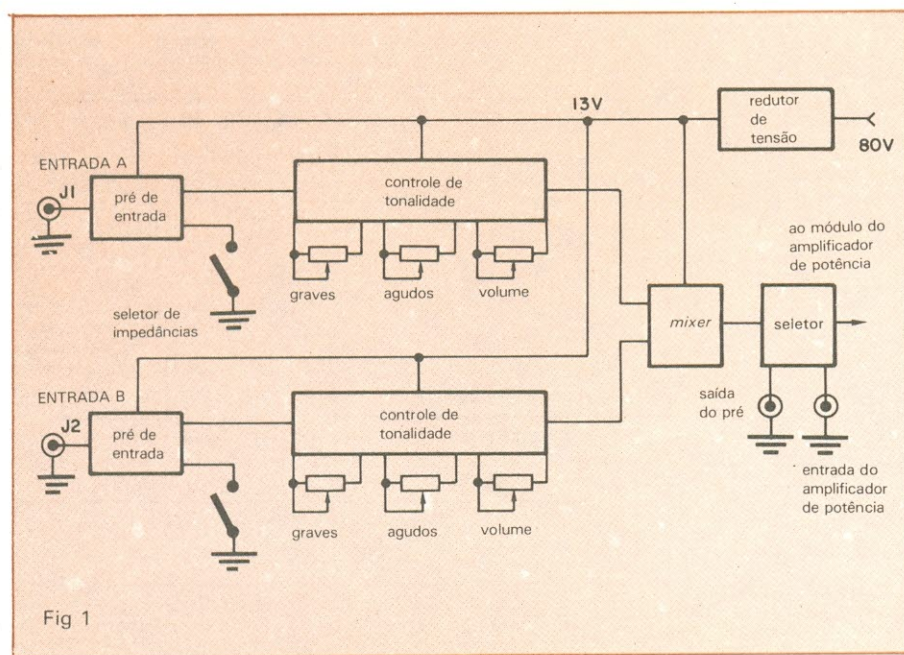 13V
redutor
de
tensão
80V
ENTRADA A
J1
pré de
entrada
controle de
tonalidade
graves
agudos
volume
seletor de
impedâncias
ao módulo do
amplificador
de potência
mixer
seletor
saída
do pré
entrada do
amplificador
de potência
ENTRADA B
J2
pré de
entrada
controle de
tonalidade
graves
agudos
volume
Fig 1